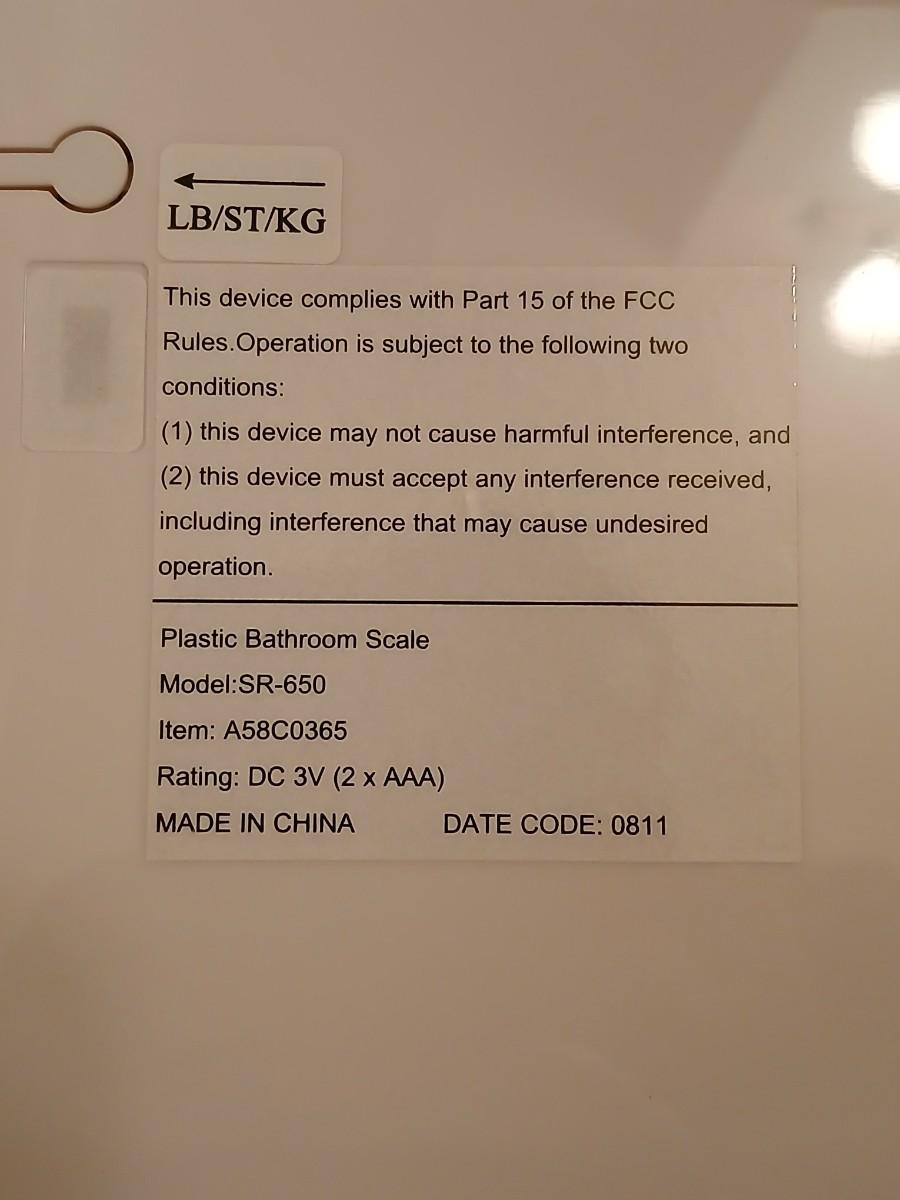 LB/ST/KG
This device complies with Part 15 of the FCC
Rules.Operation is subject to the following two
conditions:
(1) this device may not cause harmful interference, and
(2) this device must accept any interference received,
including interference that may cause undesired
operation.
Plastic Bathroom Scale
Model:SR-650
Item: A58C0365
Rating: DC 3V (2 x AAA)
MADE IN CHINA DATE CODE: 0811